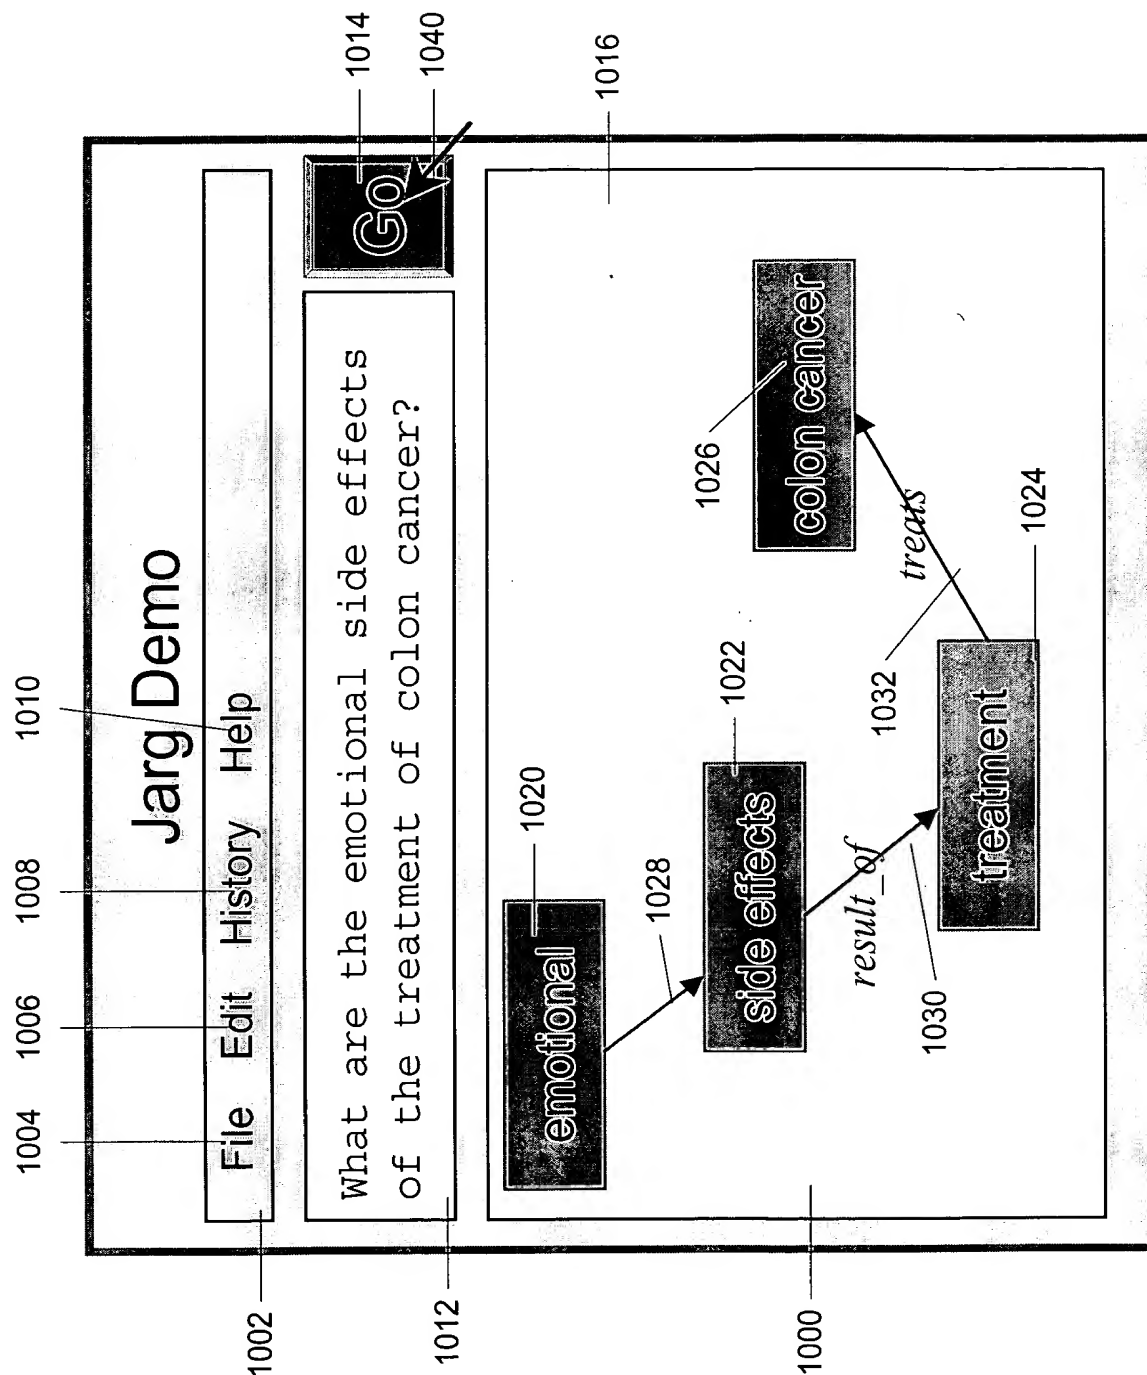 1004
1006
1008
1010
Jarg Demo
1002
File Edit History Help
1012
What are the emotional side effects
of the treatment of colon cancer?
Go
1014
1040
1016
1000
emotional
1020
1028
side effects
1022
result_of
1030
treatment
1024
treats
1032
colon cancer
1026